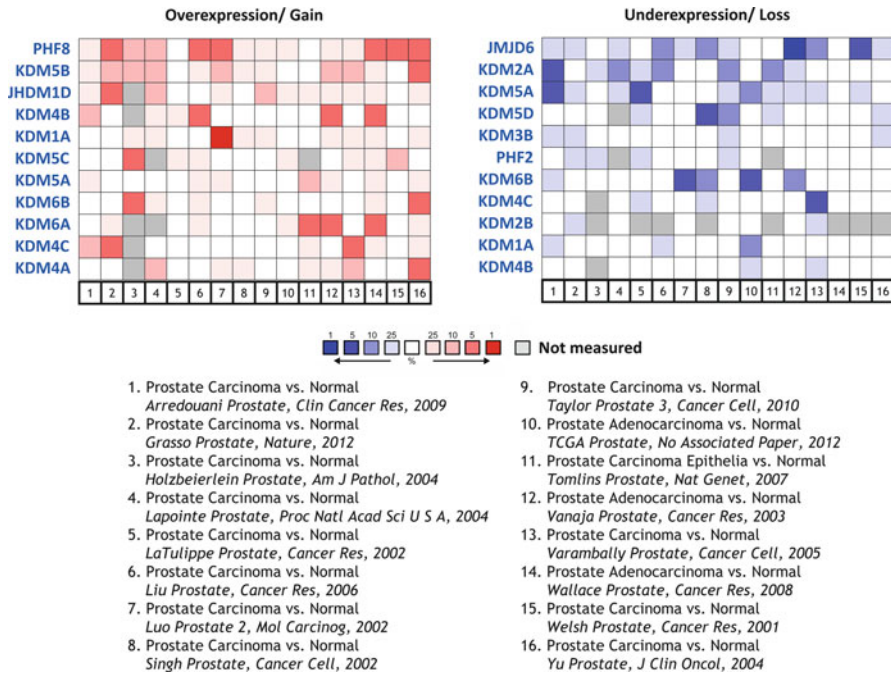 Overexpression/ Gain
PHF8
KDM5B
JHDM1D
KDM4B
KDM1A
KDM5C
KDM5A
KDM6B
KDM6A
KDM4C
KDM4A
1 2 3 4 5 6 7 8 9 10 11 12 13 14 15 16
Underexpression/ Loss
JMJD6
KDM2A
KDM5A
KDM5D
KDM3B
PHF2
KDM6B
KDM4C
KDM2B
KDM1A
KDM4B
1 2 3 4 5 6 7 8 9 10 11 12 13 14 15 16
1 5 10 25 25 10 5 1
%
Not measured
1. Prostate Carcinoma vs. Normal
Arredouani Prostate, Clin Cancer Res, 2009
2. Prostate Carcinoma vs. Normal
Grasso Prostate, Nature, 2012
3. Prostate Carcinoma vs. Normal
Holzbeierlein Prostate, Am J Pathol, 2004
4. Prostate Carcinoma vs. Normal
Lapointe Prostate, Proc Natl Acad Sci U S A, 2004
5. Prostate Carcinoma vs. Normal
LaTulippe Prostate, Cancer Res, 2002
6. Prostate Carcinoma vs. Normal
Liu Prostate, Cancer Res, 2006
7. Prostate Carcinoma vs. Normal
Luo Prostate 2, Mol Carcinog, 2002
8. Prostate Carcinoma vs. Normal
Singh Prostate, Cancer Cell, 2002
9. Prostate Carcinoma vs. Normal
Taylor Prostate 3, Cancer Cell, 2010
10. Prostate Adenocarcinoma vs. Normal
TCGA Prostate, No Associated Paper, 2012
11. Prostate Carcinoma Epithelia vs. Normal
Tomlins Prostate, Nat Genet, 2007
12. Prostate Adenocarcinoma vs. Normal
Vanaja Prostate, Cancer Res, 2003
13. Prostate Carcinoma vs. Normal
Varambally Prostate, Cancer Cell, 2005
14. Prostate Adenocarcinoma vs. Normal
Wallace Prostate, Cancer Res, 2008
15. Prostate Carcinoma vs. Normal
Welsh Prostate, Cancer Res, 2001
16. Prostate Carcinoma vs. Normal
Yu Prostate, J Clin Oncol, 2004